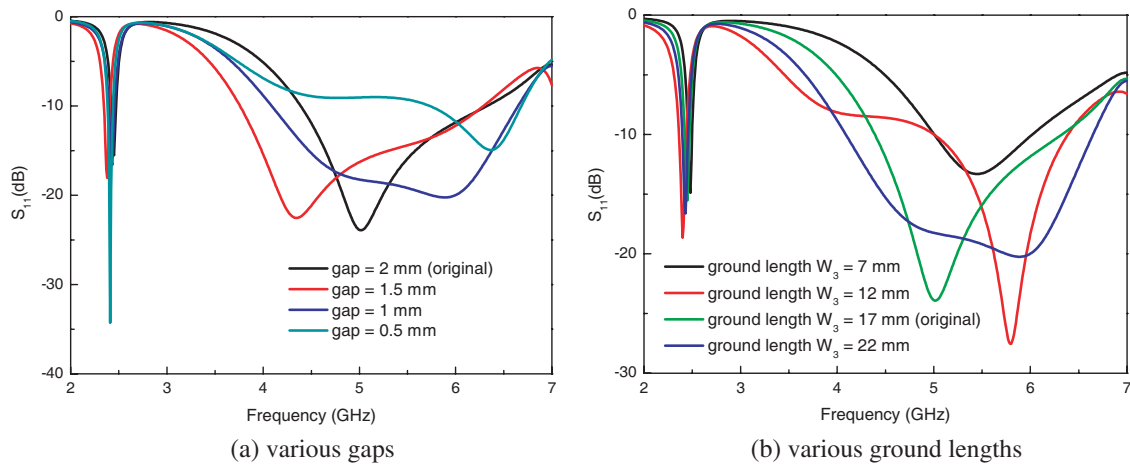 0
-10
-20
-30
-40
S11(dB)
2 3 4 5 6 7
Frequency (GHz)
gap = 2 mm (original)
gap = 1.5 mm
gap = 1 mm
gap = 0.5 mm
(a) various gaps
0
-10
-20
-30
S11(dB)
2 3 4 5 6 7
Frequency (GHz)
ground length W3 = 7 mm
ground length W3 = 12 mm
ground length W3 = 17 mm (original)
ground length W3 = 22 mm
(b) various ground lengths